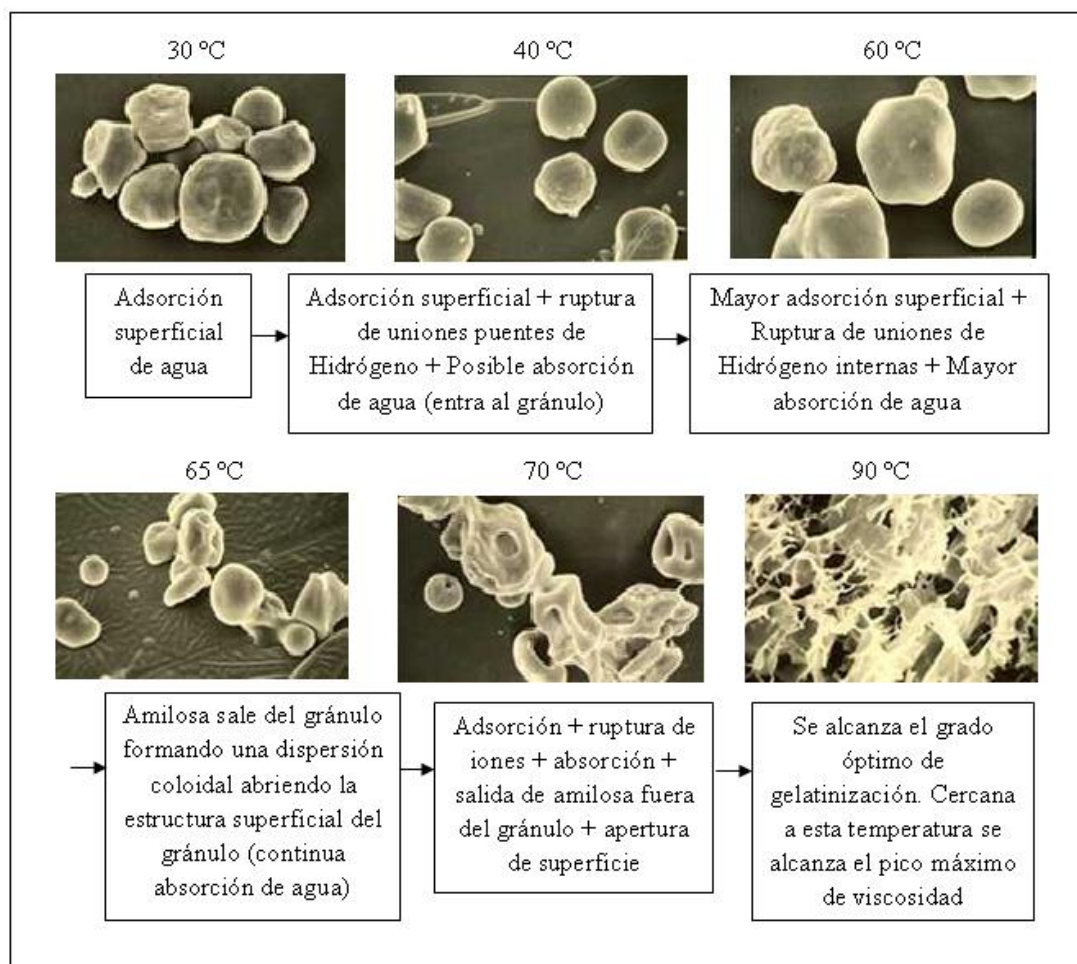 30 ºC
40 ºC
60 ºC
Adsorción
superficial
de agua
Adsorción superficial + ruptura
de uniones puentes de
Hidrógeno + Posible absorción
de agua (entra al gránulo)
Mayor adsorción superficial +
Ruptura de uniones de
Hidrógeno internas + Mayor
absorción de agua
65 ºC
70 ºC
90 ºC
Amilosa sale del gránulo
formando una dispersión
coloidal abriendo la
estructura superficial del
gránulo (continua
absorción de agua)
Adsorción + ruptura de
iones + absorción +
salida de amilosa fuera
del gránulo + apertura
de superfície
Se alcanza el grado
óptimo de
gelatinización. Cercana
a esta temperatura se
alcanza el pico máximo
de viscosidad